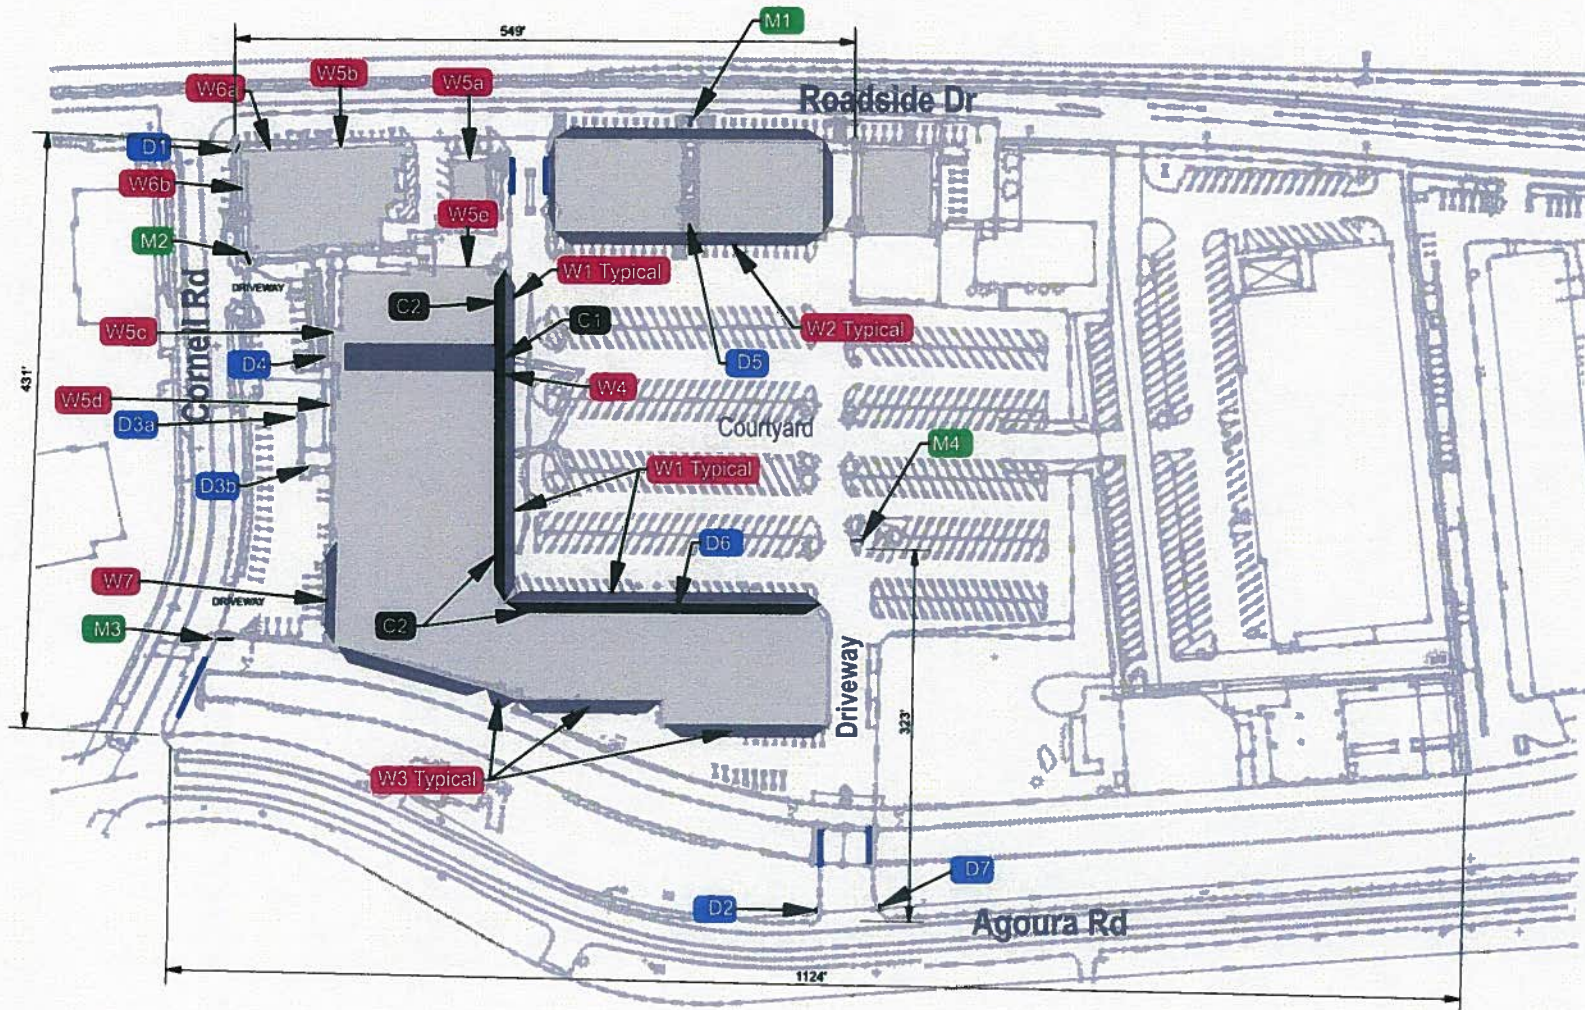 549'
M1
W6a
W5b
W5a
Roadside Dr
D1
W6b
W5e
M2
DRIVEWAY
W1 Typical
C2
C1
W2 Typical
Cornell Rd
W5c
D4
D5
W4
431'
W5d
D3a
Courtyard
M4
W1 Typical
D3b
D6
W7
DRIVEWAY
C2
M3
Driveway
323'
W3 Typical
D7
D2
Agoura Rd
1124'